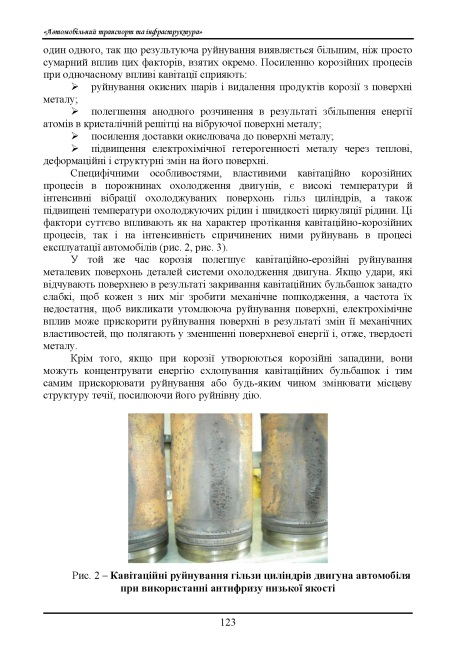 «Автомобільний транспорт та інфраструктура»
один одного, так що результуюча руйнування виявляється більшим, ніж просто
сумарний вплив цих факторів, взятих окремо. Посиленню корозійних процесів
при одночасному впливі кавітації сприяють:
➢ руйнування окисних шарів і видалення продуктів корозії з поверхні
металу;
➢ полегшення анодного розчинення в результаті збільшення енергії
атомів в кристалічній решітці на вібруючої поверхні металу;
➢ посилення доставки окислювача до поверхні металу;
➢ підвищення електрохімічної гетерогенності металу через теплові,
деформаційні і структурні змін на його поверхні.
Специфічними особливостями, властивими кавітаційно корозійних
процесів в порожнинах охолодження двигунів, є високі температури й
інтенсивні вібрації охолоджуваних поверхонь гільз циліндрів, а також
підвищені температури охолоджуючих рідин і швидкості циркуляції рідини. Ці
фактори суттєво впливають як на характер протікання кавітаційно-корозійних
процесів, так і на інтенсивність спричинених ними руйнувань в процесі
експлуатації автомобілів (рис. 2, рис. 3).
У той же час корозія полегшує кавітаційно-ерозійні руйнування
металевих поверхонь деталей системи охолодження двигуна. Якщо удари, які
відчувають поверхнею в результаті закривання кавітаційних бульбашок занадто
слабкі, щоб кожен з них міг зробити механічне пошкодження, а частота їх
недостатня, щоб викликати утомлююча руйнування поверхні, електрохімічне
вплив може прискорити руйнування поверхні в результаті змін її механічних
властивостей, що полягають у зменшенні поверхневої енергії і, отже, твердості
металу.
Крім того, якщо при корозії утворюються корозійні западини, вони
можуть концентрувати енергію схлопування кавітаційних бульбашок і тим
самим прискорювати руйнування або будь-яким чином змінювати місцеву
структуру течії, посилюючи його руйнівну дію.
Рис. 2 – Кавітаційні руйнування гільзи циліндрів двигуна автомобіля
при використанні антифризу низької якості
123